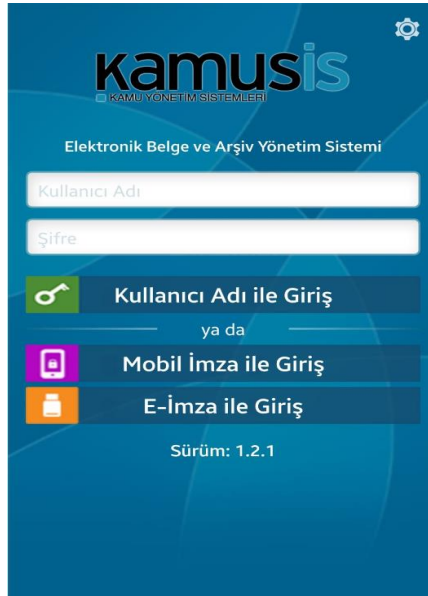 Kamusis
KAMU YÖNETİM SİSTEMLERİ
Elektronik Belge ve Arşiv Yönetim Sistemi
Kullanıcı Adı
Şifre
Kullanıcı Adı ile Giriş
ya da
Mobil İmza ile Giriş
E-İmza ile Giriş
Sürüm: 1.2.1